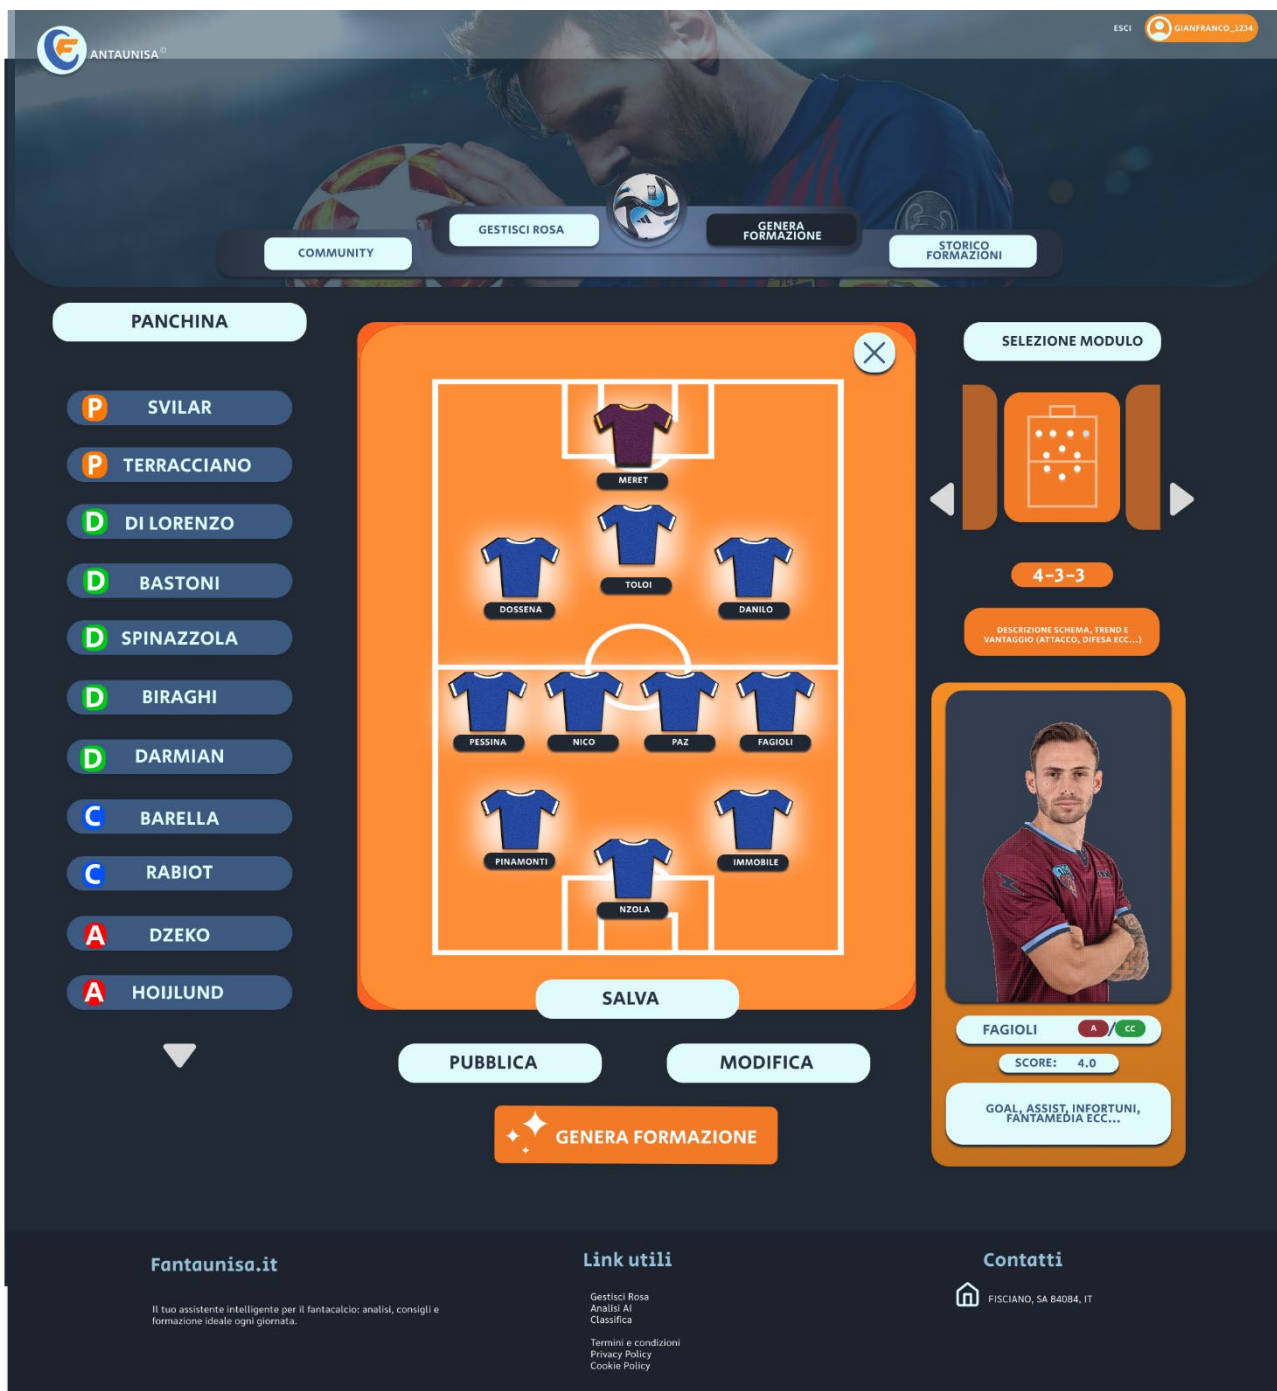 ANTAUNISA©
ESCI
GIANFRANCO_1234
COMMUNITY
GESTISCI ROSA
GENERA
FORMAZIONE
STORICO
FORMAZIONI
PANCHINA
P SVILAR
P TERRACCIANO
D DI LORENZO
D BASTONI
D SPINAZZOLA
D BIRAGHI
D DARMIAN
C BARELLA
C RABIOT
A DZEKO
A HOIJLUND
MERET
TOLOI
DOSSENA
DANILO
PESSINA
NICO
PAZ
FAGIOLI
PINAMONTI
IMMOBILE
NZOLA
SALVA
PUBBLICA
MODIFICA
GENERA FORMAZIONE
SELEZIONE MODULO
4-3-3
DESCRIZIONE SCHEMA, TREND E
VANTAGGIO (ATTACCO, DIFESA ECC...)
FAGIOLI A / CC
SCORE: 4.0
GOAL, ASSIST, INFORTUNI,
FANTAMEDIA ECC...
Fantaunisa.it
Il tuo assistente intelligente per il fantacalcio: analisi, consigli e
formazione ideale ogni giornata.
Link utili
Gestisci Rosa
Analisi AI
Classifica
Termini e condizioni
Privacy Policy
Cookie Policy
Contatti
FISCIANO, SA 84084, IT